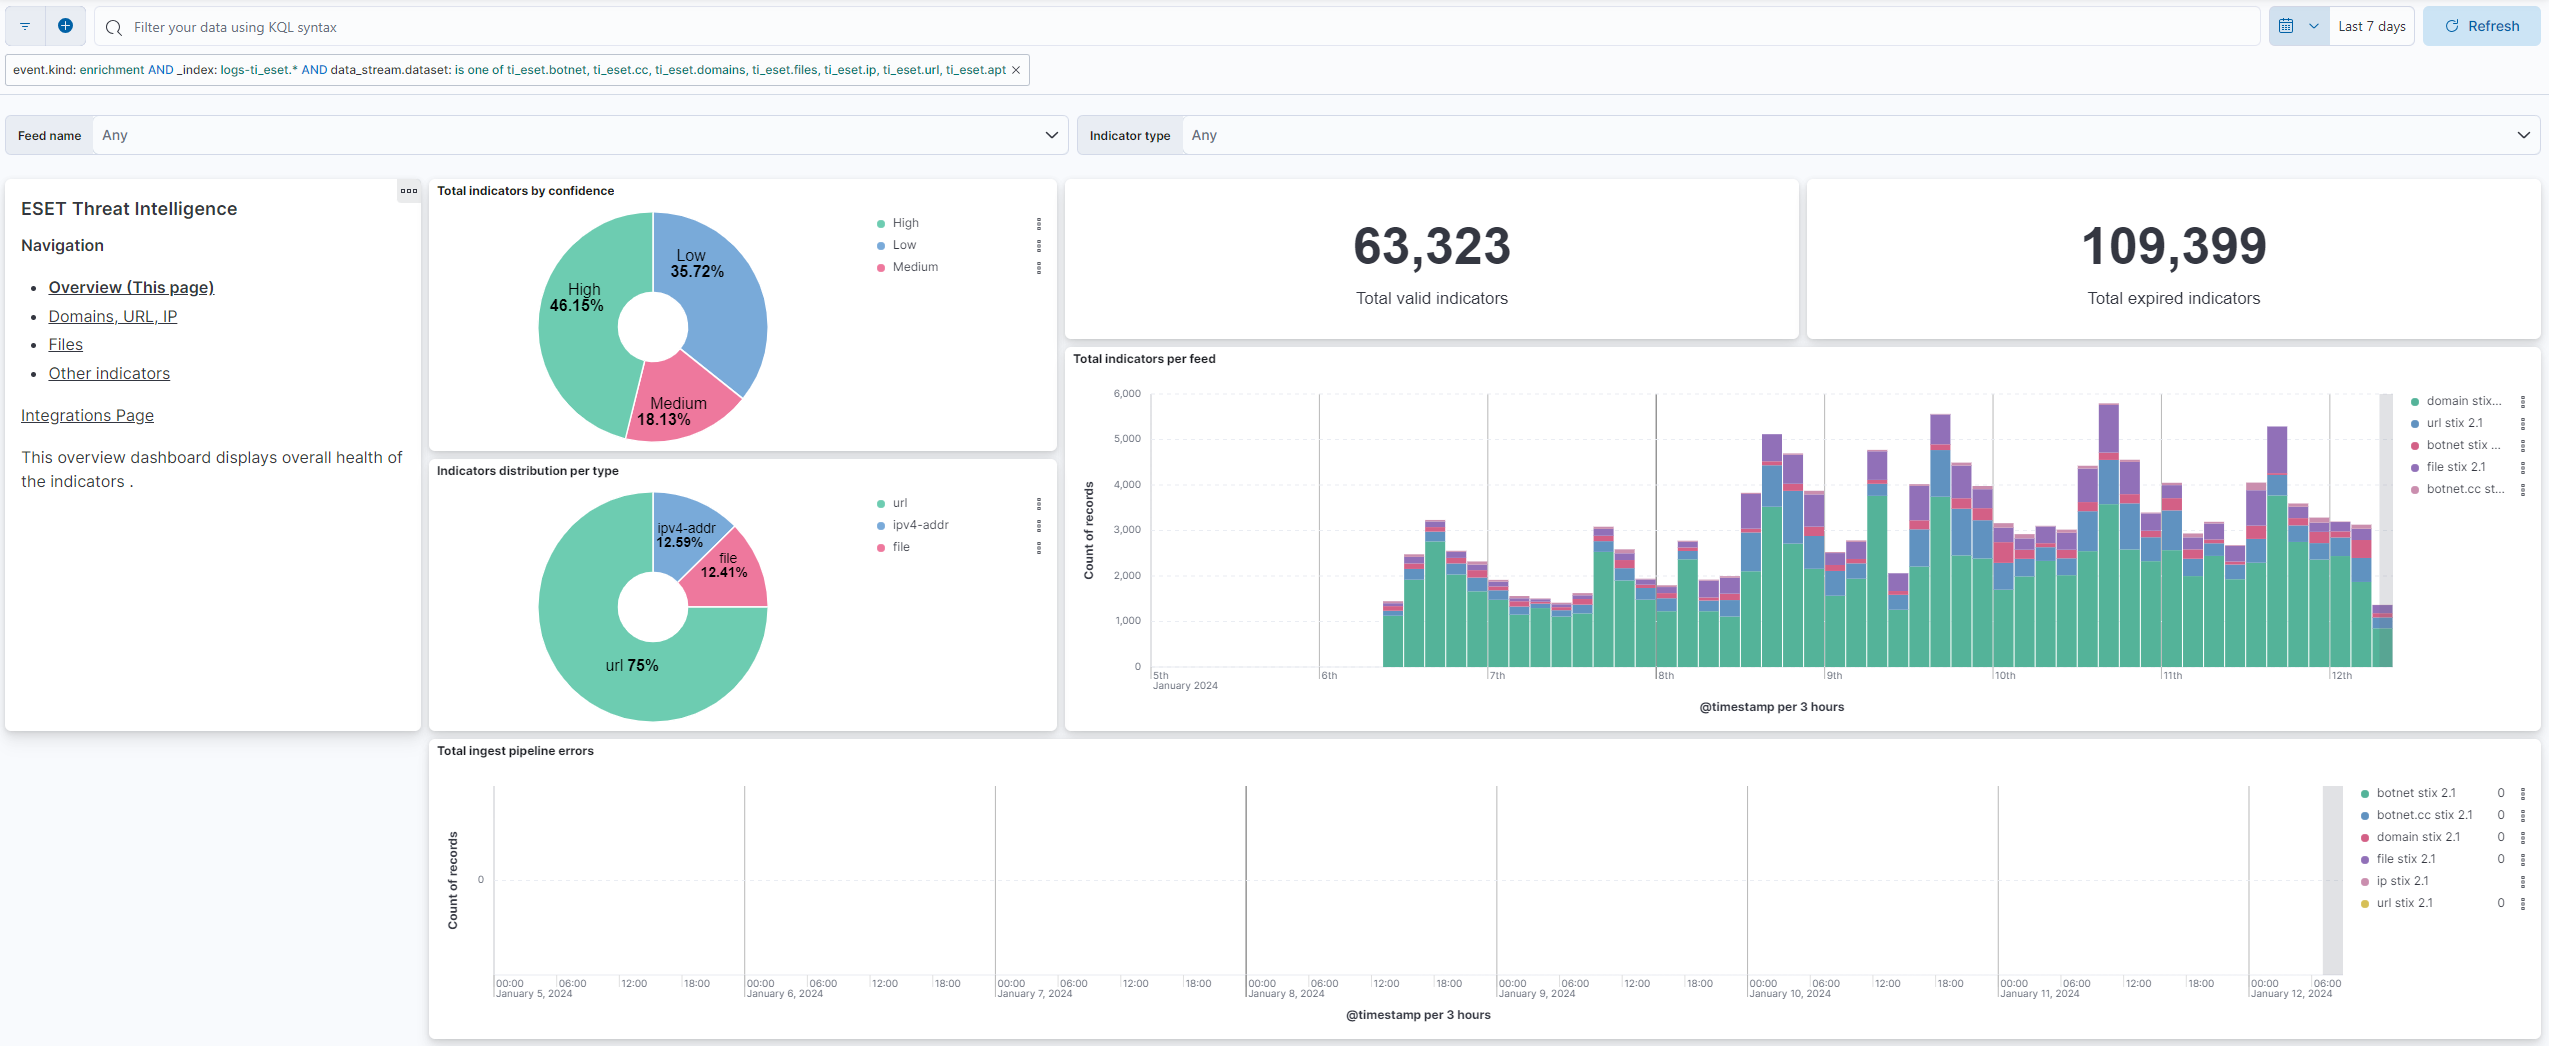 Filter your data using KQL syntax
Last 7 days
Refresh
event.kind: enrichment AND _index: logs-ti_eset.* AND data_stream.dataset: is one of ti_eset.botnet, ti_eset.cc, ti_eset.domains, ti_eset.files, ti_eset.ip, ti_eset.url, ti_eset.apt ×
Feed name
Any
Indicator type
Any
ESET Threat Intelligence
Navigation
• Overview (This page)
• Domains, URL, IP
• Files
• Other indicators
Integrations Page
This overview dashboard displays overall health of
the indicators .
Total indicators by confidence
Low
35.72%
High
46.15%
Medium
18.13%
High
Low
Medium
63,323
Total valid indicators
109,399
Total expired indicators
Indicators distribution per type
ipv4-addr
12.59%
file
12.41%
url 75%
url
ipv4-addr
file
Total indicators per feed
Count of records
6,000
5,000
4,000
3,000
2,000
1,000
0
5th
January 2024
6th
7th
8th
9th
10th
11th
12th
@timestamp per 3 hours
domain stix...
url stix 2.1
botnet stix ...
file stix 2.1
botnet.cc st...
Total ingest pipeline errors
Count of records
0
00:00 06:00 12:00 18:00 00:00 06:00 12:00 18:00 00:00 06:00 12:00 18:00 00:00 06:00 12:00 18:00 00:00 06:00 12:00 18:00 00:00 06:00 12:00 18:00 00:00 06:00 12:00 18:00 00:00 06:00
January 5, 2024 January 6, 2024 January 7, 2024 January 8, 2024 January 9, 2024 January 10, 2024 January 11, 2024 January 12, 2024
@timestamp per 3 hours
botnet stix 2.1 0
botnet.cc stix 2.1 0
domain stix 2.1 0
file stix 2.1 0
ip stix 2.1
url stix 2.1 0